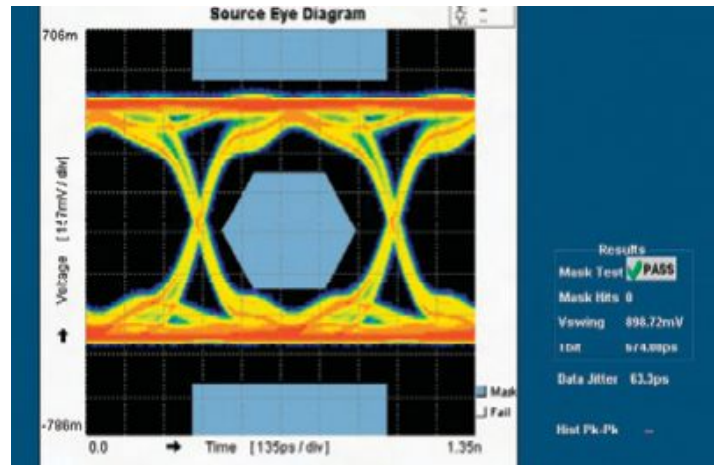 Source Eye Diagram
706m
Voltage [157mV / div]
-786m
0.0
Time [135ps / div]
1.35n
Mask
Fail
Results
Mask Test PASS
Mask Hits 0
Vswing 898.72mV
Data Jitter 63.3ps
Hist Pk-Pk --